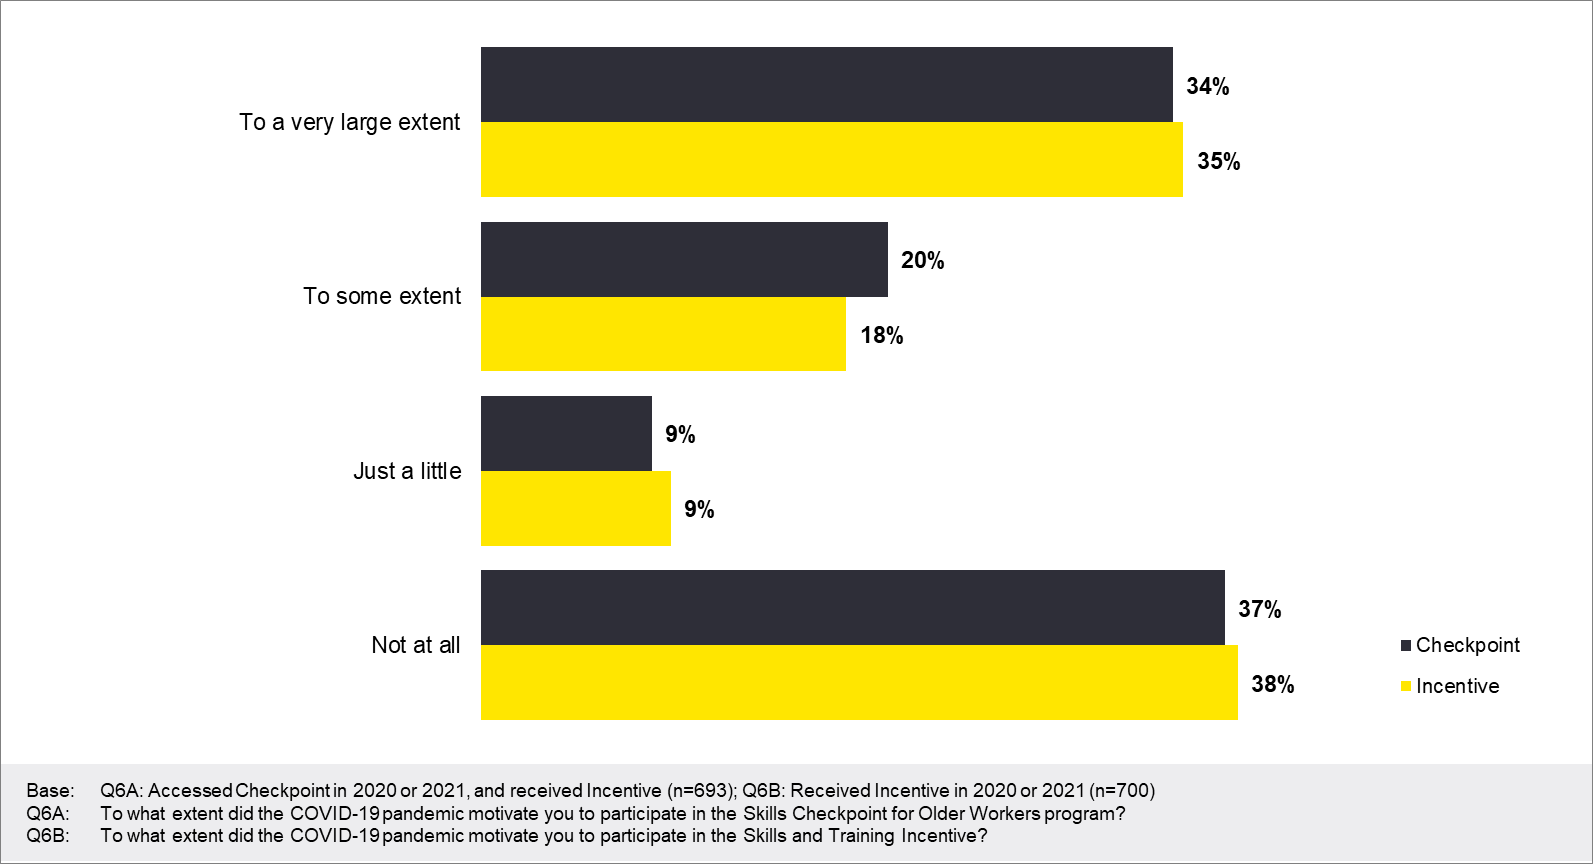 To a very large extent
34%
35%
To some extent
20%
18%
Just a little
9%
9%
Not at all
37%
38%
Checkpoint
Incentive
Base: Q6A: Accessed Checkpoint in 2020 or 2021, and received Incentive (n=693); Q6B: Received Incentive in 2020 or 2021 (n=700)
Q6A: To what extent did the COVID-19 pandemic motivate you to participate in the Skills Checkpoint for Older Workers program?
Q6B: To what extent did the COVID-19 pandemic motivate you to participate in the Skills and Training Incentive?